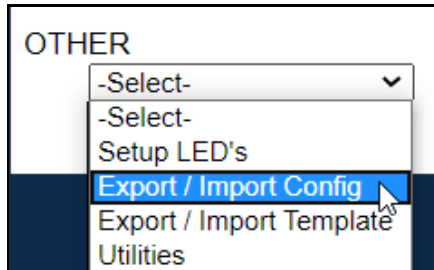 OTHER
-Select-
-Select-
Setup LED's
Export / Import Config
Export / Import Template
Utilities